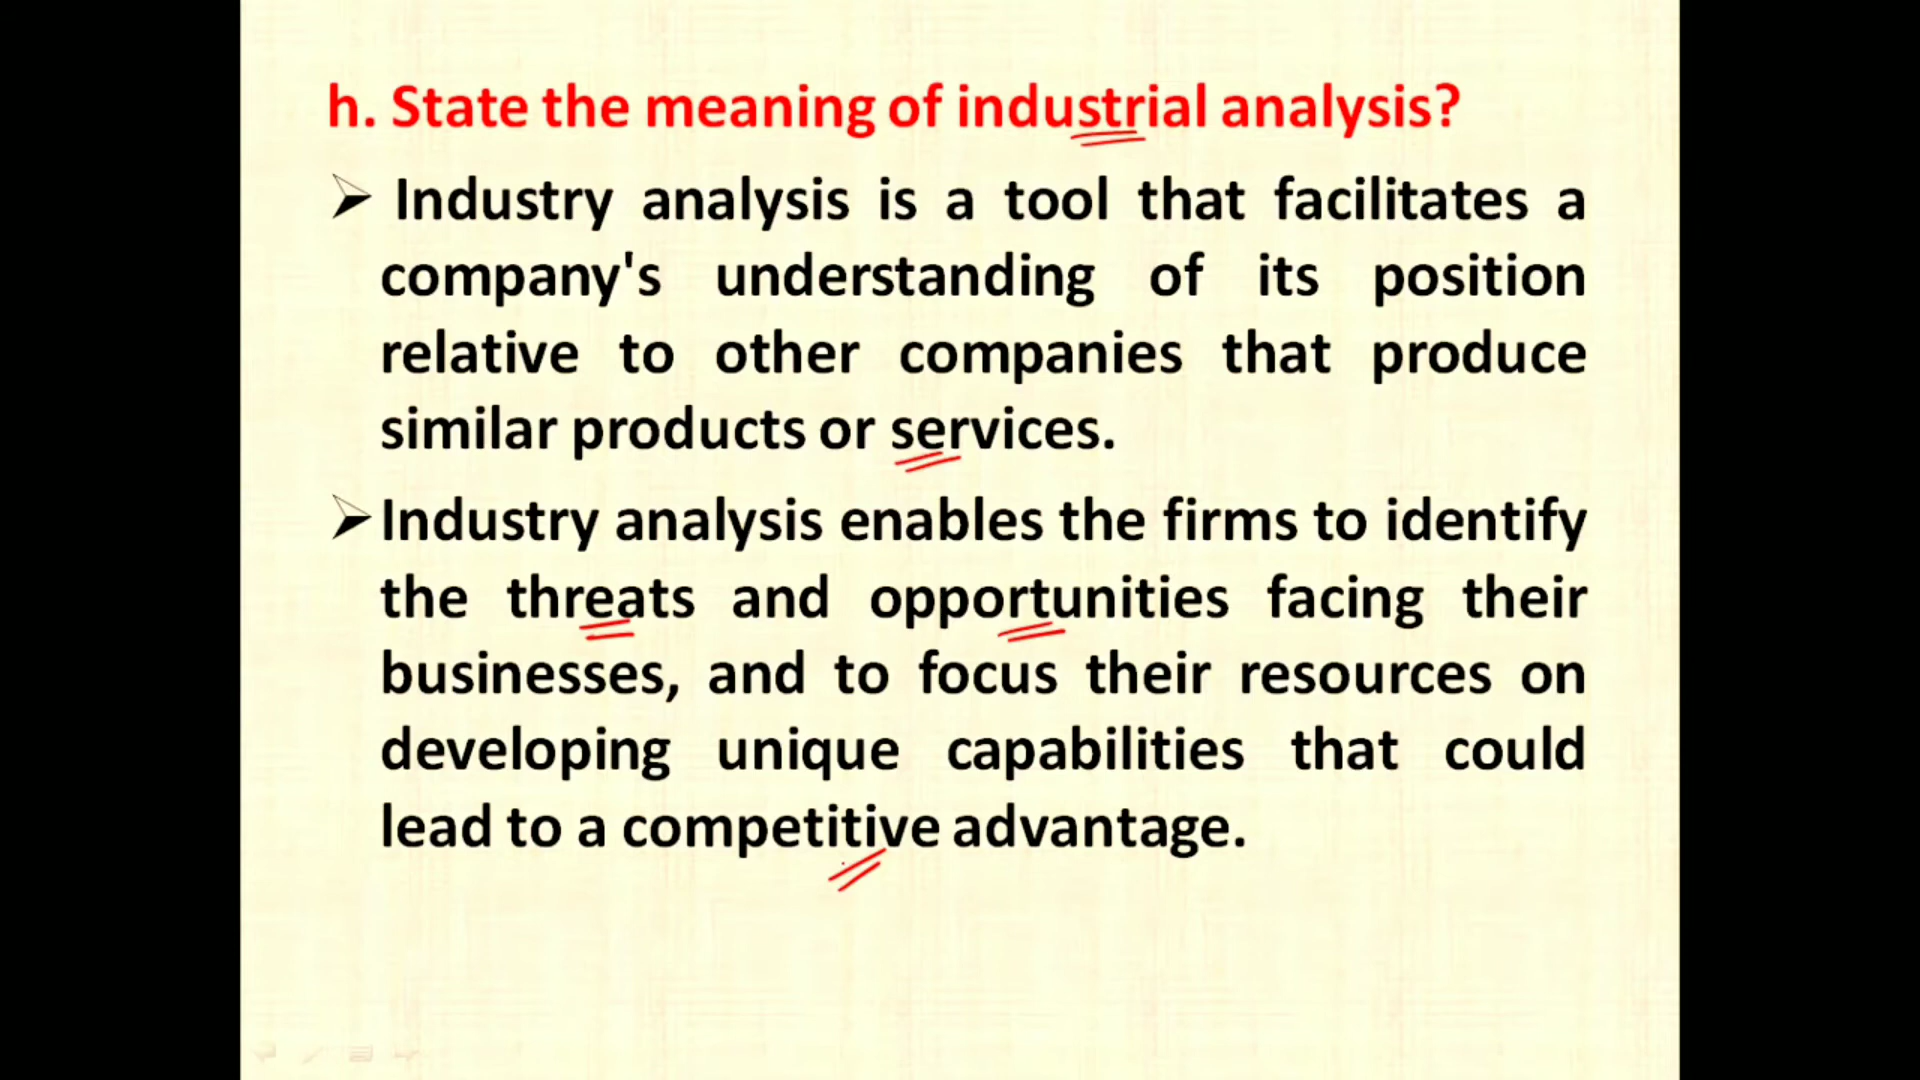 h. State the meaning of industrial analysis?
Industry analysis is a tool that facilitates a
company's understanding of its position
relative to other companies that produce
similar products or services.
Industry analysis enables the firms to identify
the threats and opportunities facing their
businesses, and to focus their resources on
developing unique capabilities that could
lead to a competitive advantage.